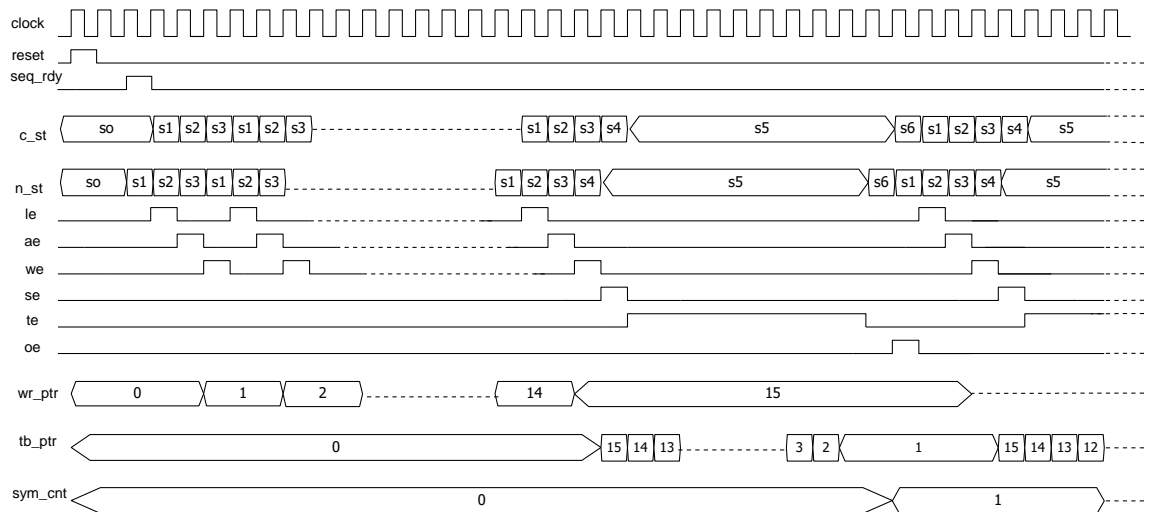 clock
reset
seq_rdy
c_st so s1 s2 s3 s1 s2 s3 s1 s2 s3 s4 s5 s6 s1 s2 s3 s4 s5
n_st so s1 s2 s3 s1 s2 s3 s1 s2 s3 s4 s5 s6 s1 s2 s3 s4 s5
le
ae
we
se
te
oe
wr_ptr 0 1 2 14 15
tb_ptr 0 15 14 13 3 2 1 15 14 13 12
sym_cnt 0 1